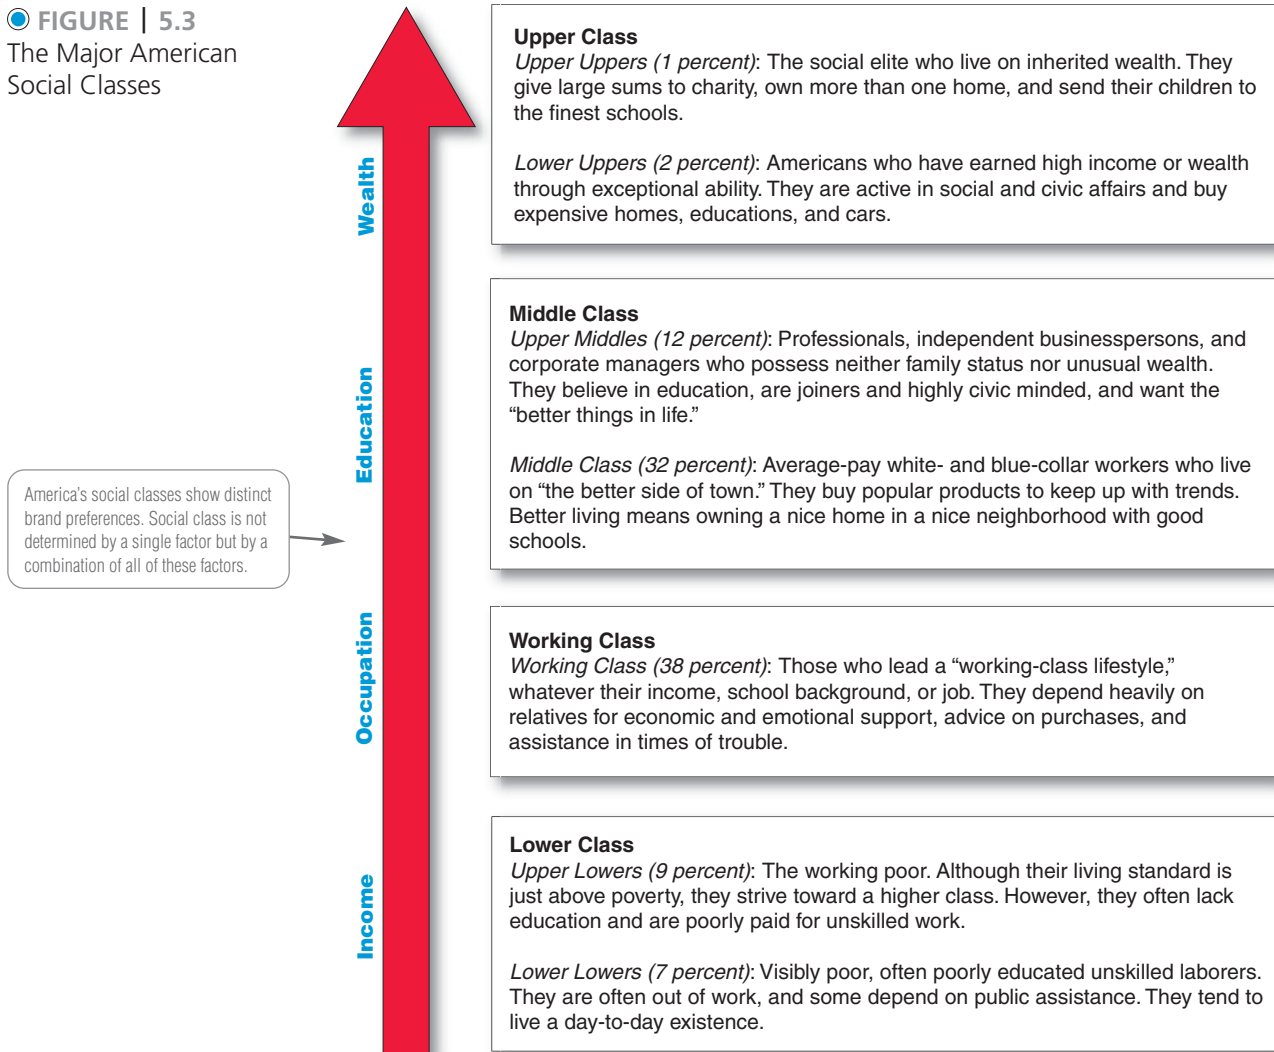 FIGURE | 5.3
The Major American
Social Classes
Wealth
Education
Occupation
Income
America's social classes show distinct
brand preferences. Social class is not
determined by a single factor but by a
combination of all of these factors.
Upper Class
Upper Uppers (1 percent): The social elite who live on inherited wealth. They
give large sums to charity, own more than one home, and send their children to
the finest schools.
Lower Uppers (2 percent): Americans who have earned high income or wealth
through exceptional ability. They are active in social and civic affairs and buy
expensive homes, educations, and cars.
Middle Class
Upper Middles (12 percent): Professionals, independent businesspersons, and
corporate managers who possess neither family status nor unusual wealth.
They believe in education, are joiners and highly civic minded, and want the
“better things in life.”
Middle Class (32 percent): Average-pay white- and blue-collar workers who live
on “the better side of town.” They buy popular products to keep up with trends.
Better living means owning a nice home in a nice neighborhood with good
schools.
Working Class
Working Class (38 percent): Those who lead a “working-class lifestyle,”
whatever their income, school background, or job. They depend heavily on
relatives for economic and emotional support, advice on purchases, and
assistance in times of trouble.
Lower Class
Upper Lowers (9 percent): The working poor. Although their living standard is
just above poverty, they strive toward a higher class. However, they often lack
education and are poorly paid for unskilled work.
Lower Lowers (7 percent): Visibly poor, often poorly educated unskilled laborers.
They are often out of work, and some depend on public assistance. They tend to
live a day-to-day existence.